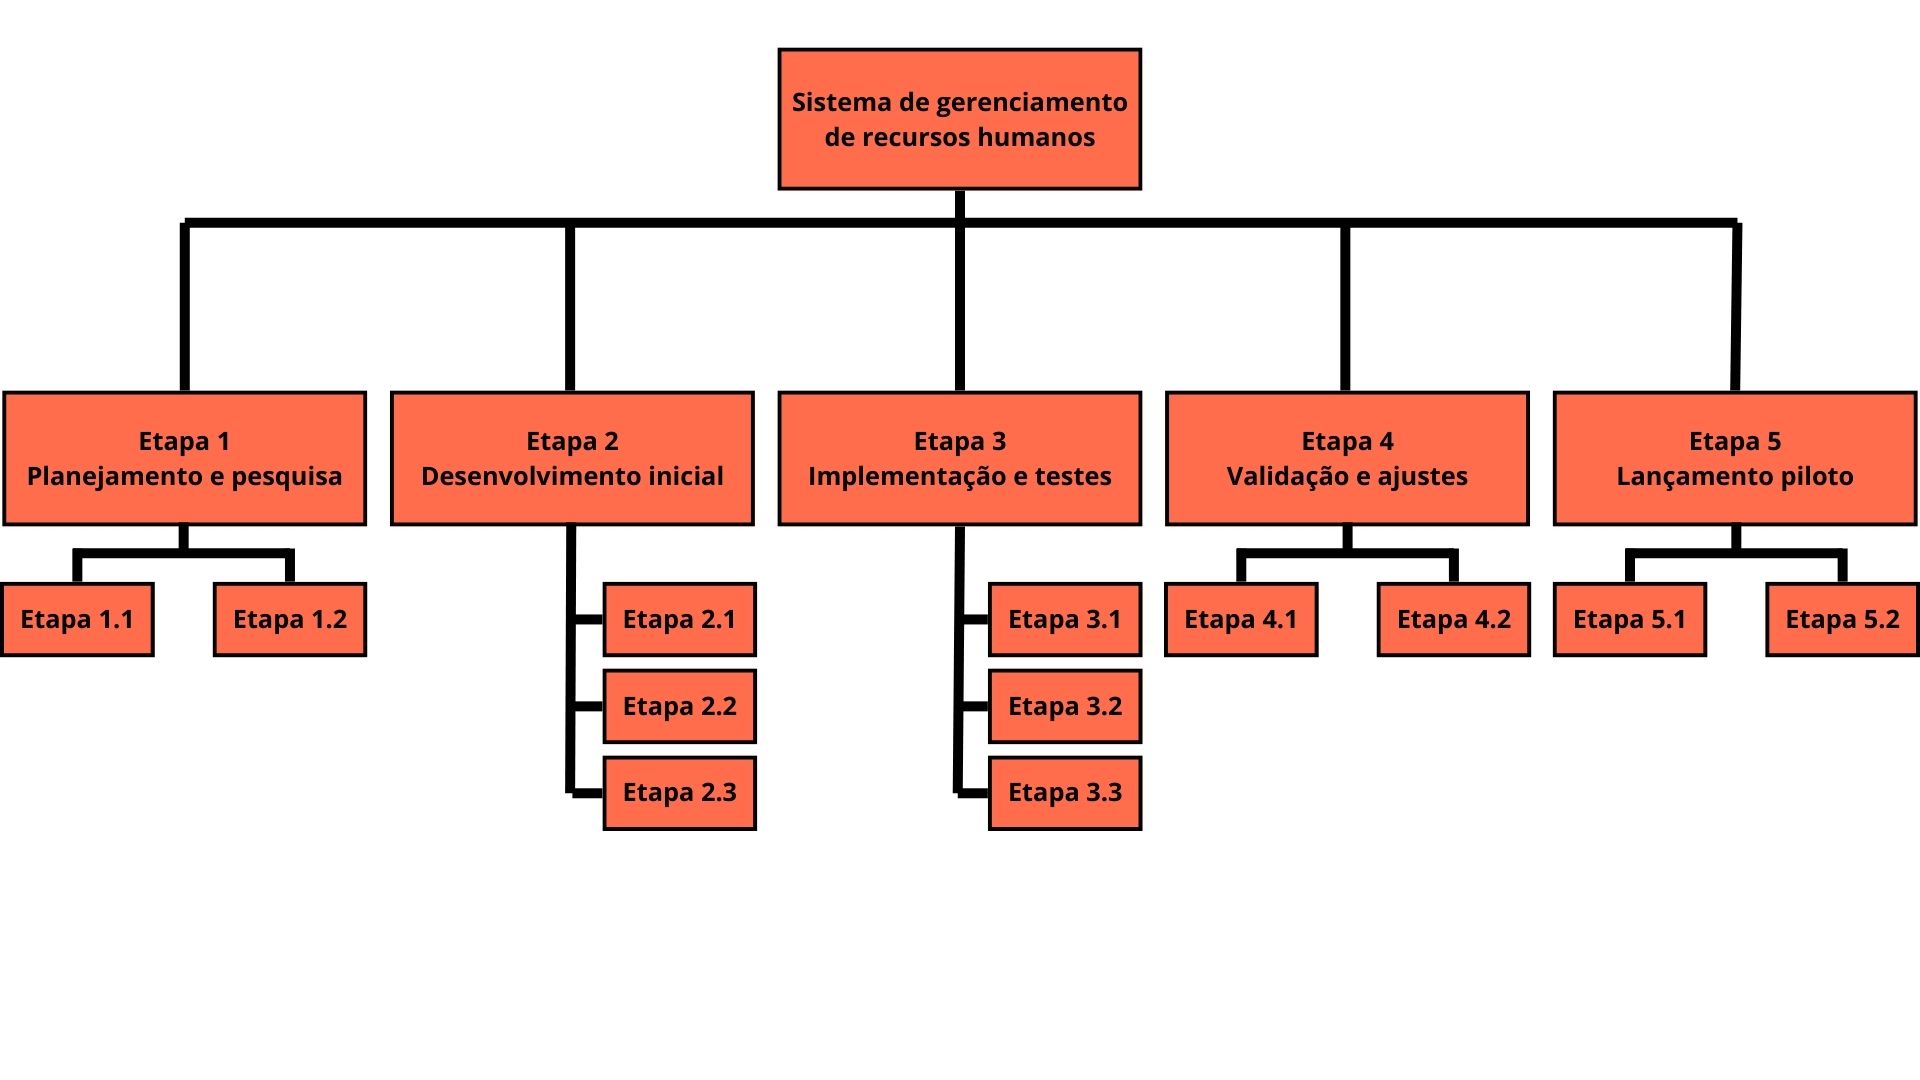 Sistema de gerenciamento
de recursos humanos
Etapa 1
Planejamento e pesquisa
Etapa 2
Desenvolvimento inicial
Etapa 3
Implementação e testes
Etapa 4
Validação e ajustes
Etapa 5
Lançamento piloto
Etapa 1.1
Etapa 1.2
Etapa 2.1
Etapa 2.2
Etapa 2.3
Etapa 3.1
Etapa 3.2
Etapa 3.3
Etapa 4.1
Etapa 4.2
Etapa 5.1
Etapa 5.2